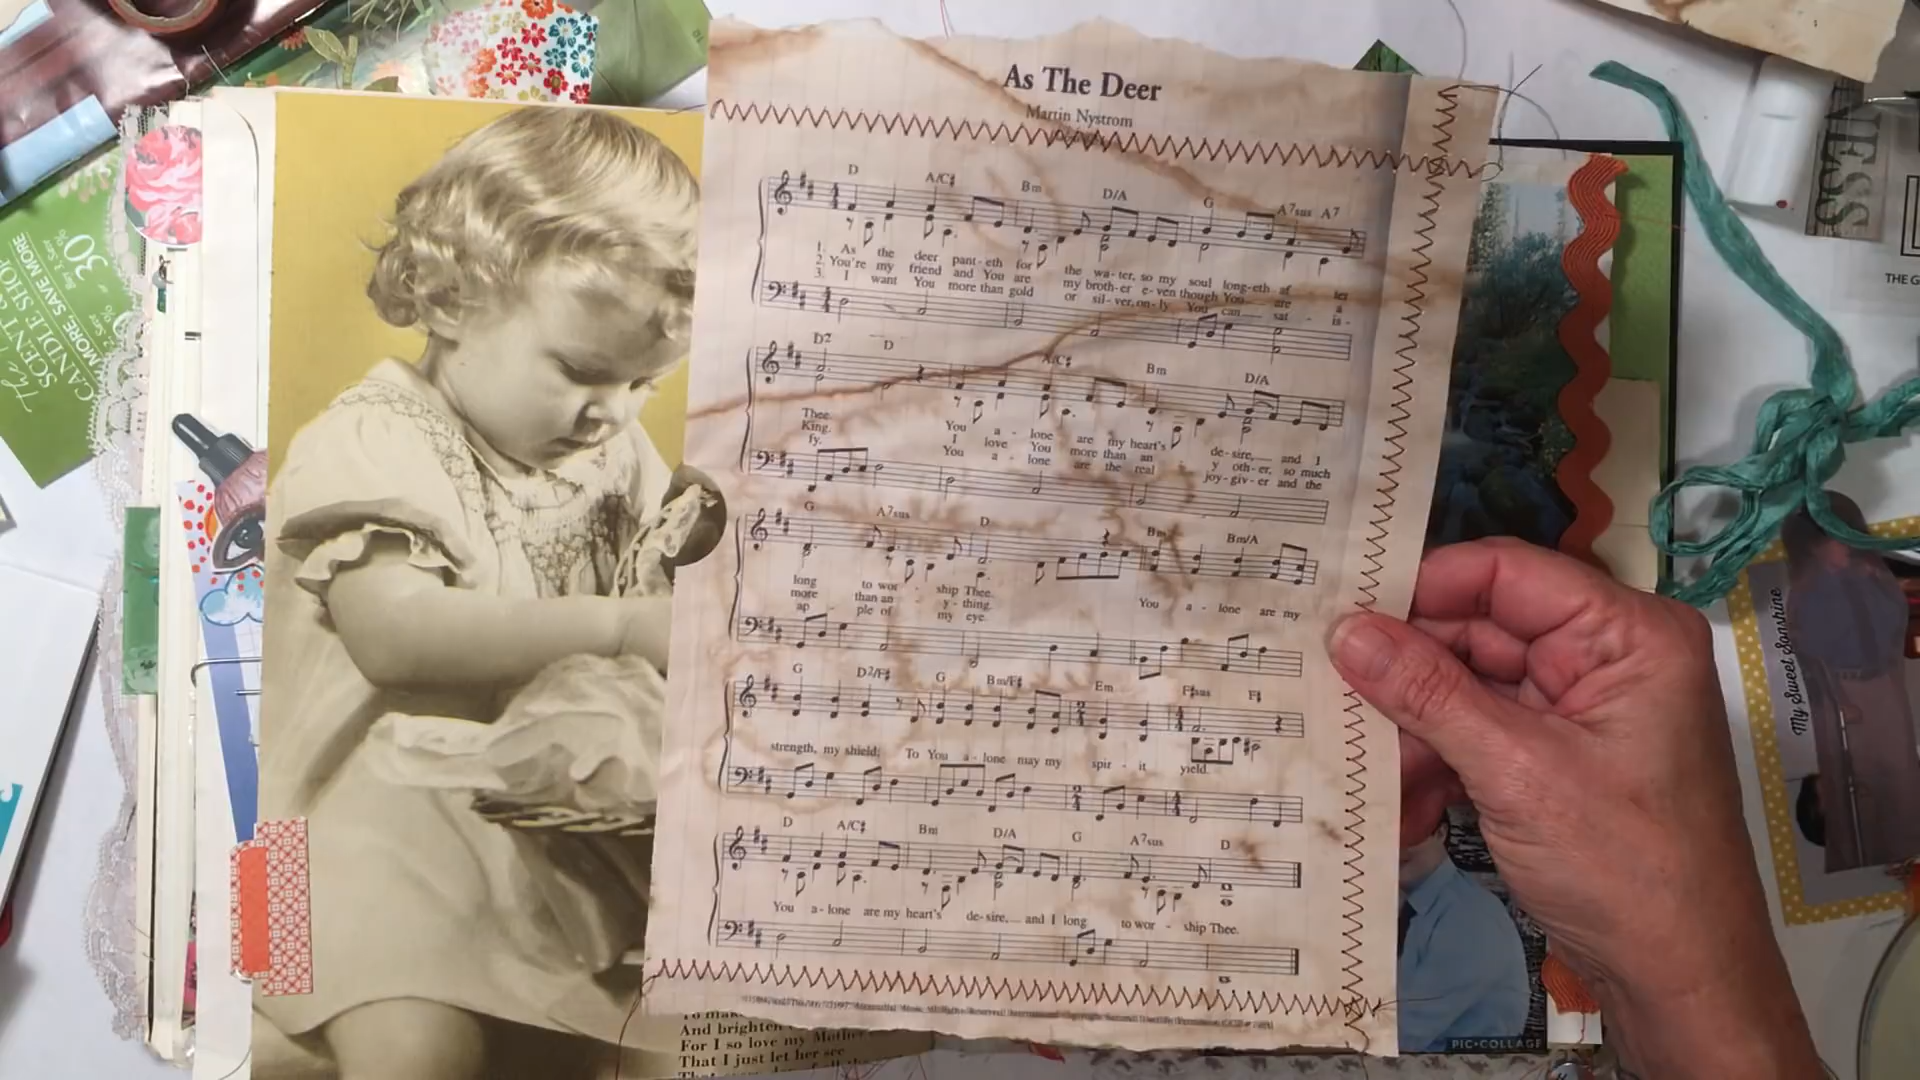 As The Deer
Martin Nystrom
D A/C♯ Bm D/A G A7sus A7
1. As the deer pant-eth for the wa-ter, so my soul long-eth af ter
2. You're my friend and You are my broth-er e-ven though You are a
3. I want You more than gold or sil-ver, on-ly You can sat - is-
D2 D A/C♯ Bm D/A
Thee. You a - lone are my heart's de-sire, and I
King. I love You more than an y oth-er, so much
fy. You a - lone are the real joy-giv-er and the
G A7sus D Bm Bm/A
long to wor - ship Thee.
more than an - y-thing. You a - lone are my
ap - ple of my eye.
G D2/F♯ G Bm/F♯ Em F♯sus F♯
strength, my shield; To You a-lone may my spir - it yield.
D A/C♯ Bm D/A G A7sus D
You a-lone are my heart's de-sire, and I long to wor - ship Thee.
And brighten
For I so love my Mother
That I just let her see
SCENT &
CANDLE SHOP
MORE, SAVE MORE
30%
My Sweet Sonshine
NESS
THE G
PIC•COLLAGE